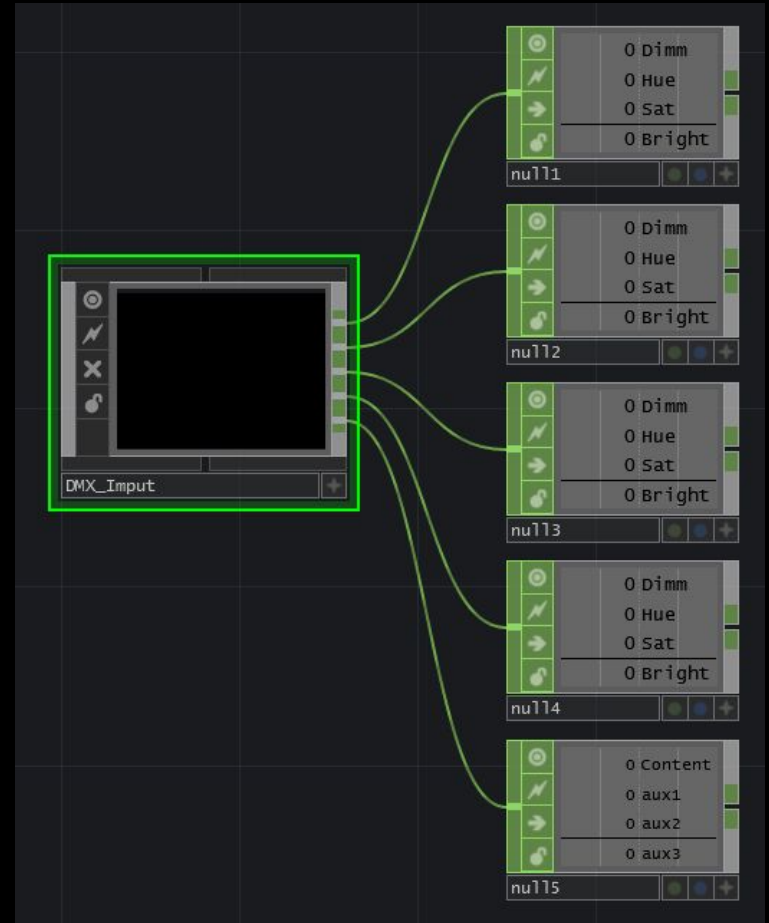 0 Dimm
0 Hue
0 Sat
0 Bright
null1
0 Dimm
0 Hue
0 Sat
0 Bright
null2
DMX_Imput
0 Dimm
0 Hue
0 Sat
0 Bright
null3
0 Dimm
0 Hue
0 Sat
0 Bright
null4
0 Content
0 aux1
0 aux2
0 aux3
null5